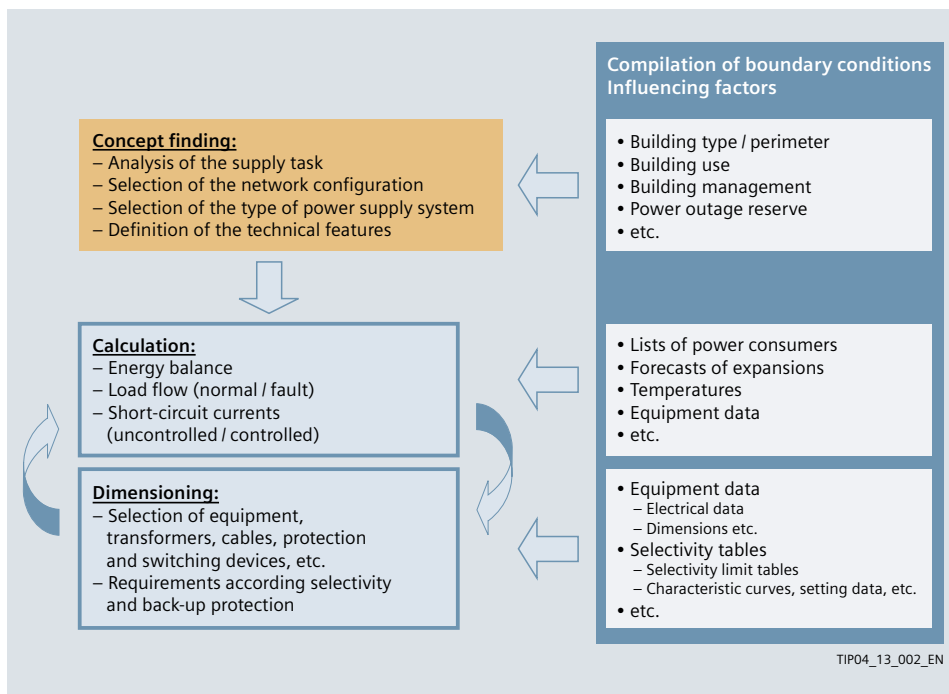 Compilation of boundary conditions
Influencing factors
Concept finding:
– Analysis of the supply task
– Selection of the network configuration
– Selection of the type of power supply system
– Definition of the technical features
• Building type / perimeter
• Building use
• Building management
• Power outage reserve
• etc.
Calculation:
– Energy balance
– Load flow (normal / fault)
– Short-circuit currents
(uncontrolled / controlled)
• Lists of power consumers
• Forecasts of expansions
• Temperatures
• Equipment data
• etc.
Dimensioning:
– Selection of equipment,
transformers, cables, protection
and switching devices, etc.
– Requirements according selectivity
and back-up protection
• Equipment data
– Electrical data
– Dimensions etc.
• Selectivity tables
– Selectivity limit tables
– Characteristic curves, setting data, etc.
• etc.
TIP04_13_002_EN